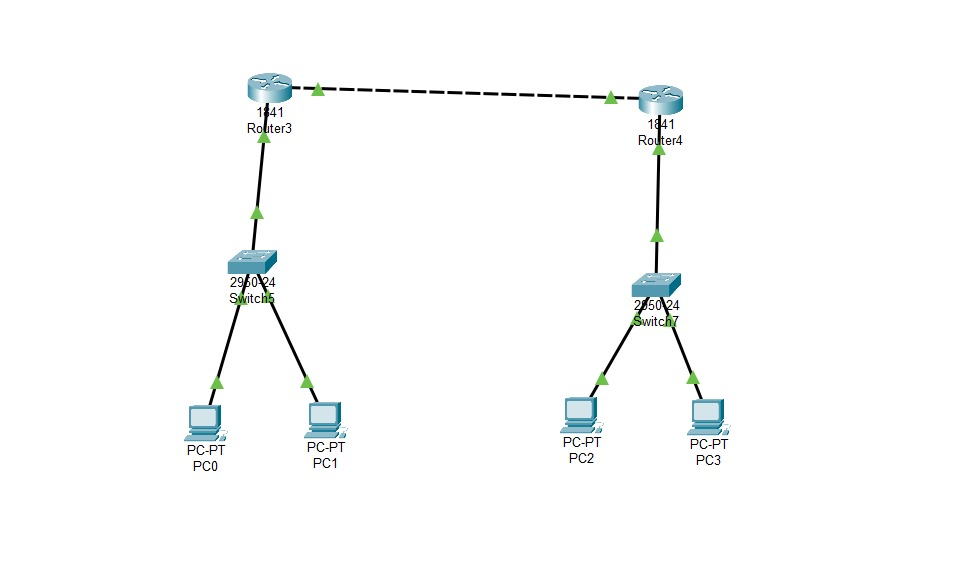 1841
Router3
1841
Router4
2950-24
Switch5
2950-24
Switch7
PC-PT
PC0
PC-PT
PC1
PC-PT
PC2
PC-PT
PC3